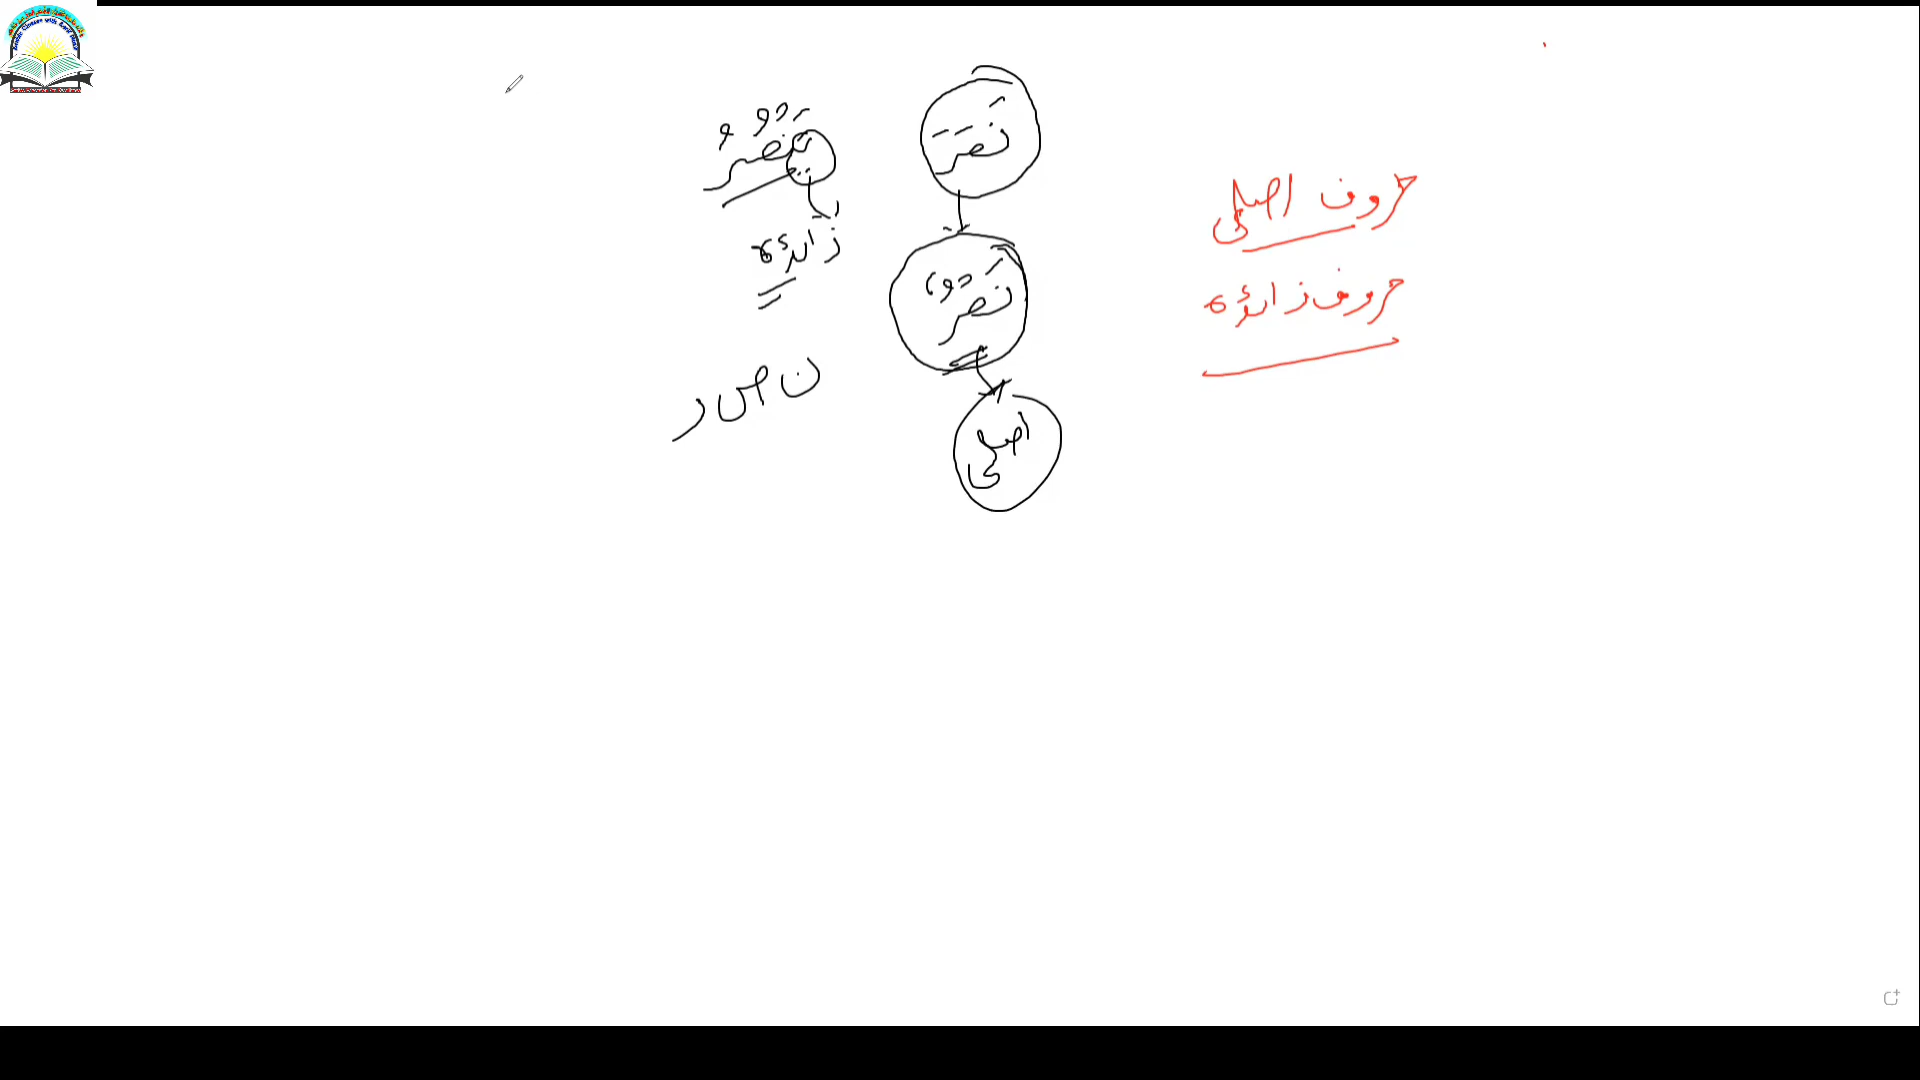 حروف اصلی
حروف زائدہ
نَصَرَ
نَصْرٌ
اصلی
یَنْصُرُ
زائدہ
ن ص ر